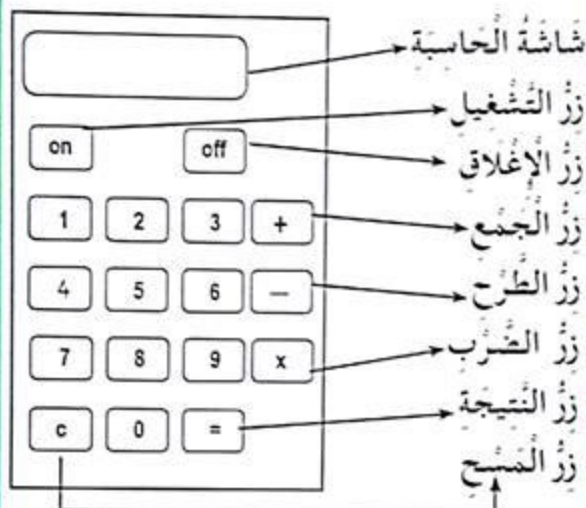 شَاشَةُ الْحَاسِبَةِ
زِرُّ التَّشْغِيلِ
on off
زِرُّ الْإِغْلَاقِ
1 2 3 +
زِرُّ الْجَمْعِ
4 5 6 —
زِرُّ الطَّرْحِ
7 8 9 x
زِرُّ الضَّرْبِ
زِرُّ النَّتِيجَةِ
c 0 =
زِرُّ الْمَسْحِ